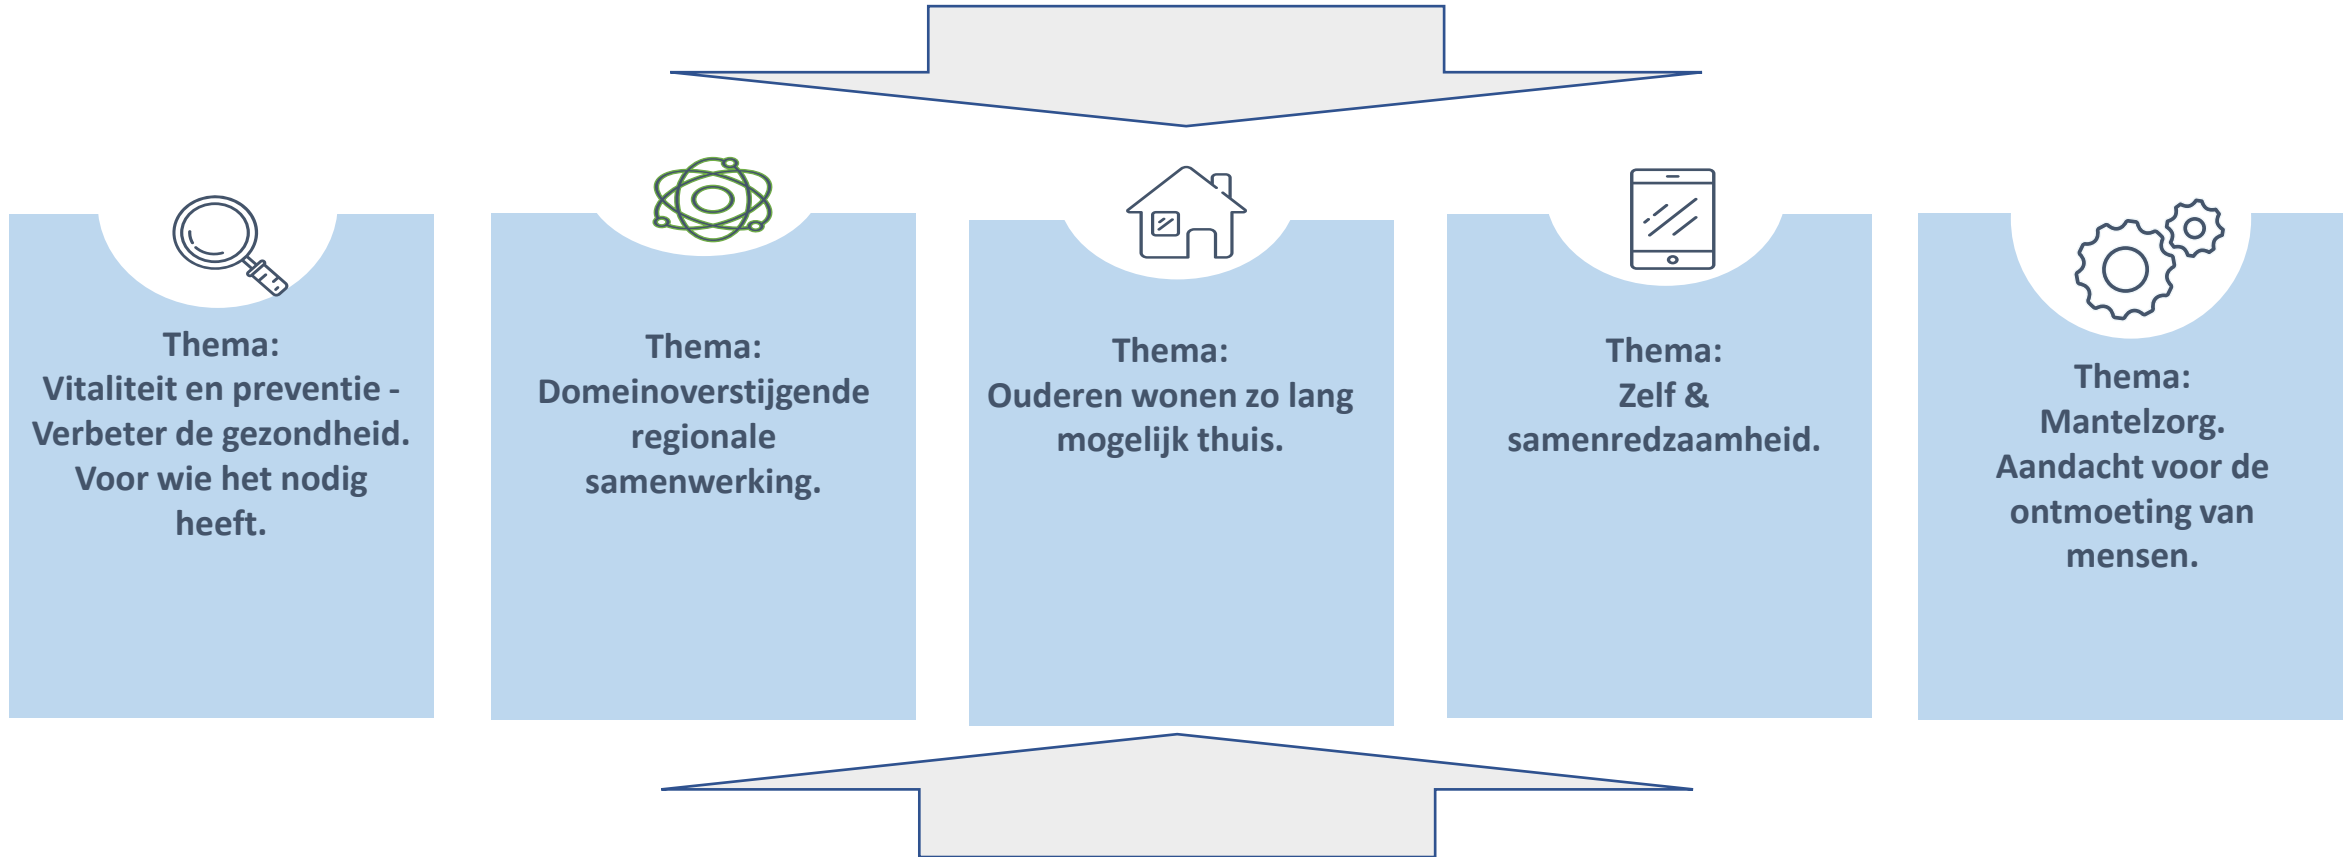 Thema:
Vitaliteit en preventie -
Verbeter de gezondheid.
Voor wie het nodig
heeft.
Thema:
Domeinoverstijgende
regionale
samenwerking.
Thema:
Ouderen wonen zo lang
mogelijk thuis.
Thema:
Zelf &
samenredzaamheid.
Thema:
Mantelzorg.
Aandacht voor de
ontmoeting van
mensen.